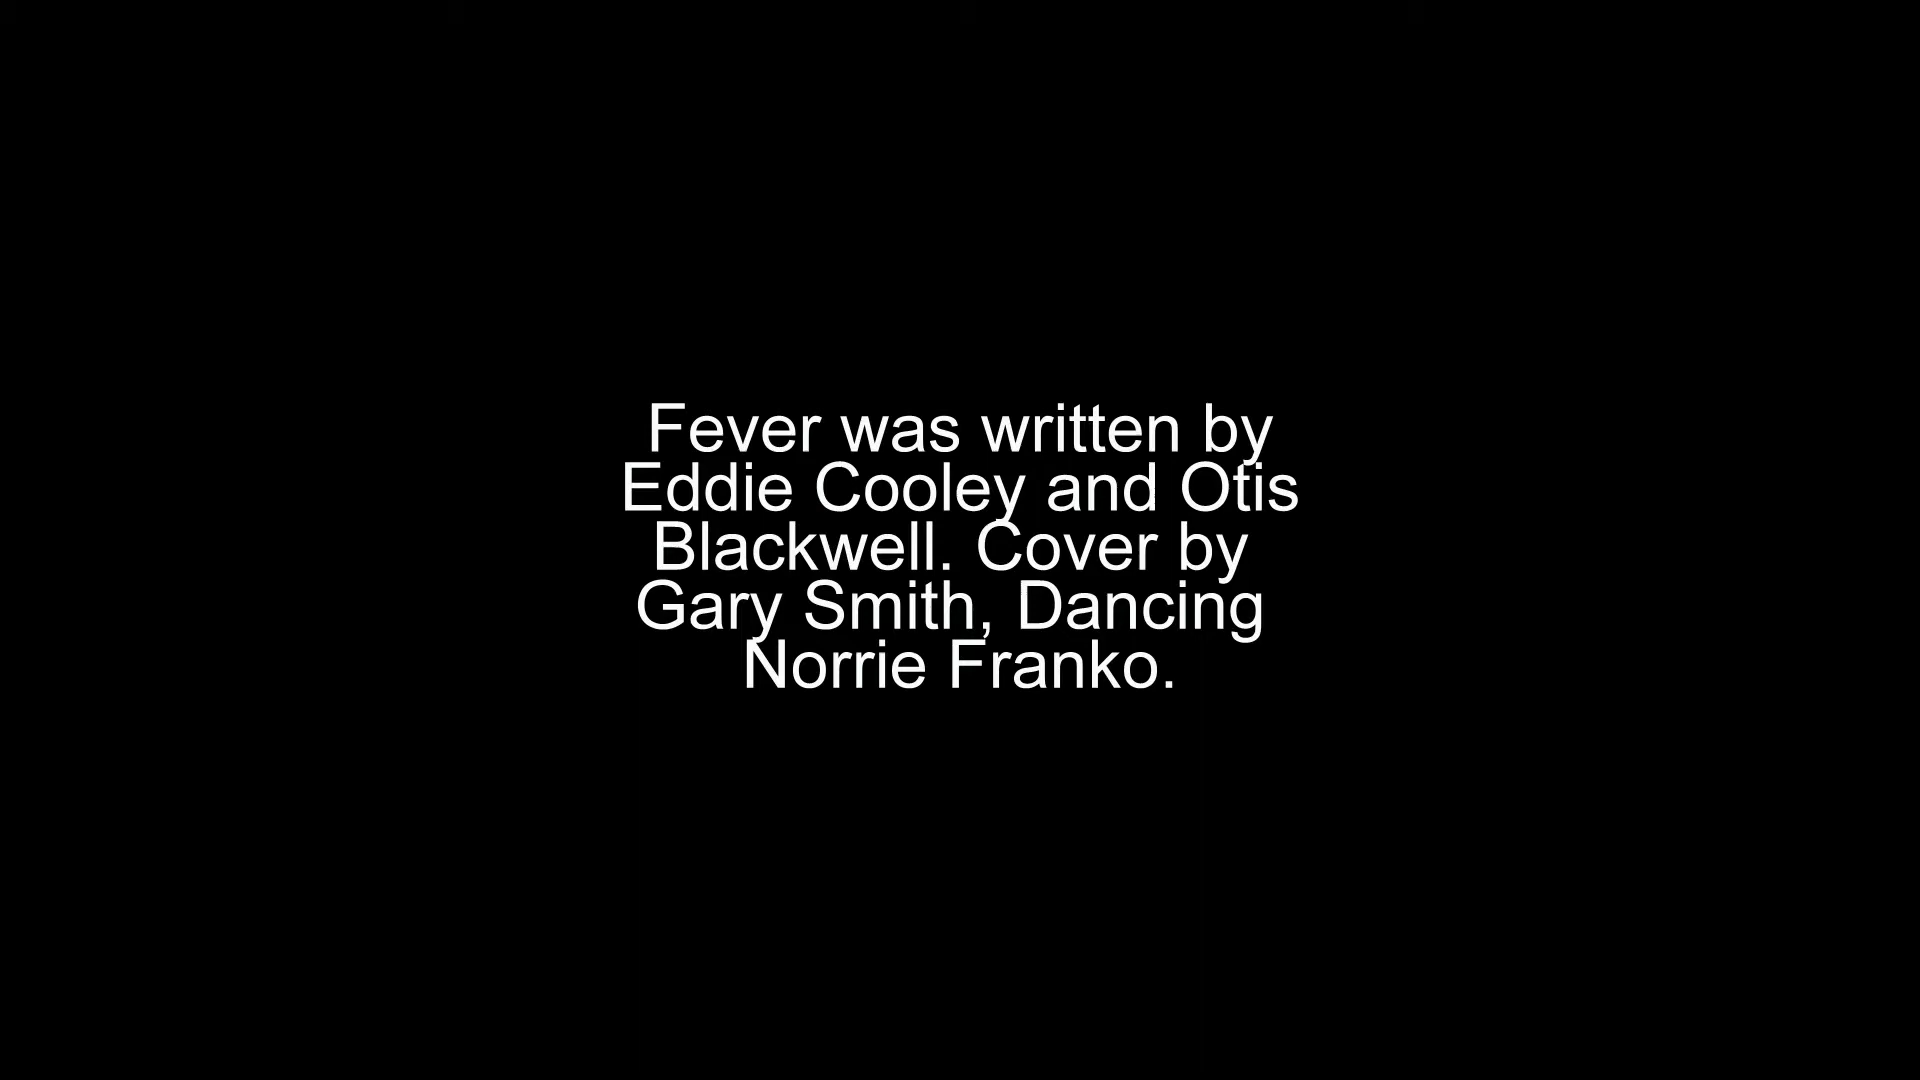 Fever was written by
Eddie Cooley and Otis
Blackwell. Cover by
Gary Smith, Dancing
Norrie Franko.